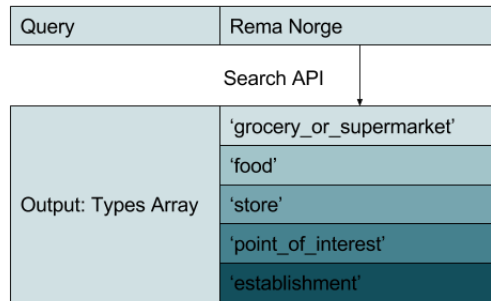 Query
Rema Norge
Search API
Output: Types Array
‘grocery_or_supermarket’
‘food’
‘store’
‘point_of_interest’
‘establishment’